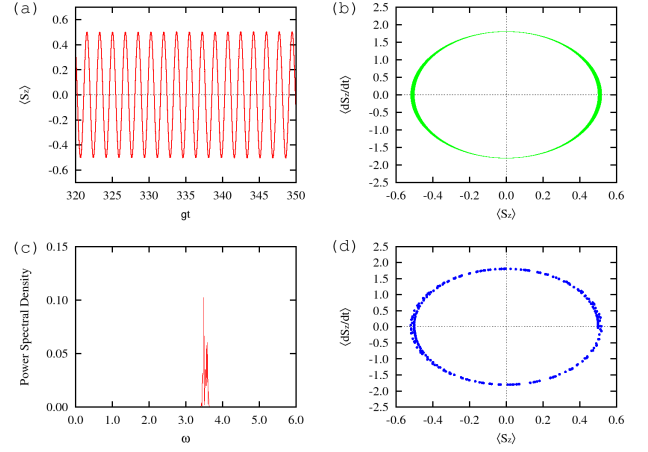 (a)
0.6
0.4
0.2
0.0
-0.2
-0.4
-0.6
⟨Sz⟩
320 325 330 335 340 345 350
gt
(b)
2.5
2.0
1.5
1.0
0.5
0.0
-0.5
-1.0
-1.5
-2.0
-2.5
⟨dSz/dt⟩
-0.6 -0.4 -0.2 0.0 0.2 0.4 0.6
⟨Sz⟩
(c)
0.15
0.10
0.05
0.00
Power Spectral Density
0.0 1.0 2.0 3.0 4.0 5.0 6.0
ω
(d)
2.5
2.0
1.5
1.0
0.5
0.0
-0.5
-1.0
-1.5
-2.0
-2.5
⟨dSz/dt⟩
-0.6 -0.4 -0.2 0.0 0.2 0.4 0.6
⟨Sz⟩